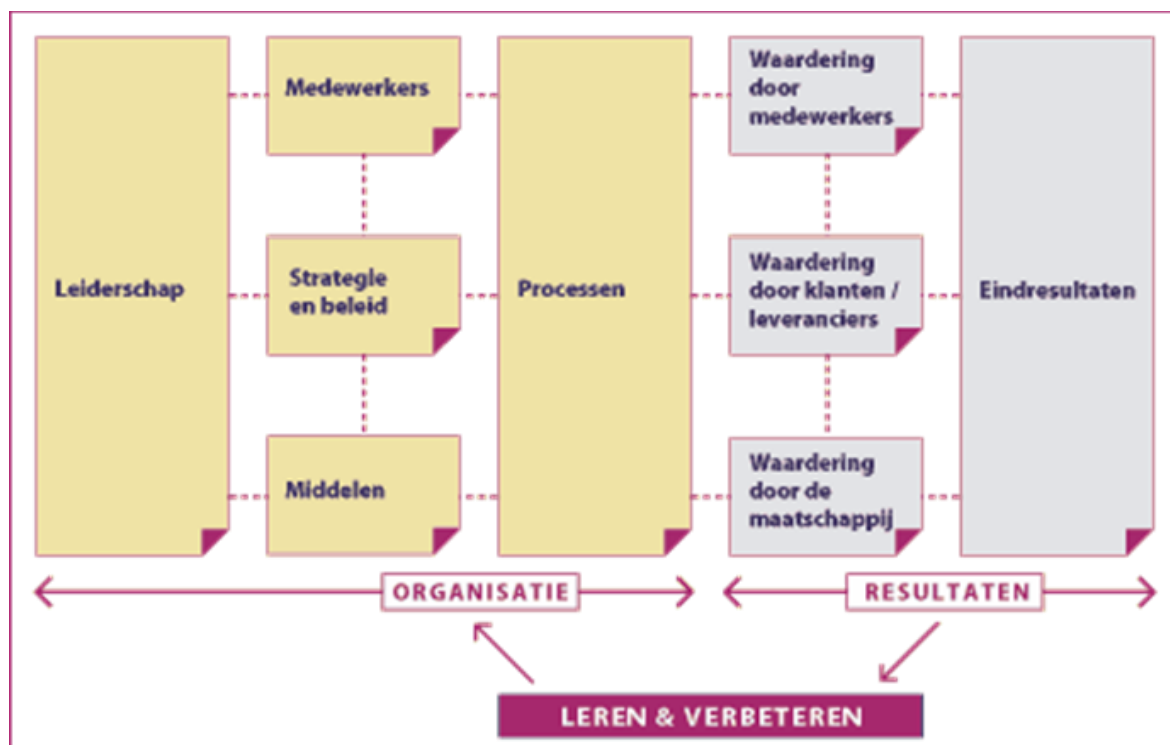 Leiderschap
Medewerkers
Strategie
en beleid
Middelen
Processen
Waardering
door
medewerkers
Waardering
door klanten /
leveranciers
Waardering
door de
maatschappij
Eindresultaten
ORGANISATIE
RESULTATEN
LEREN & VERBETEREN